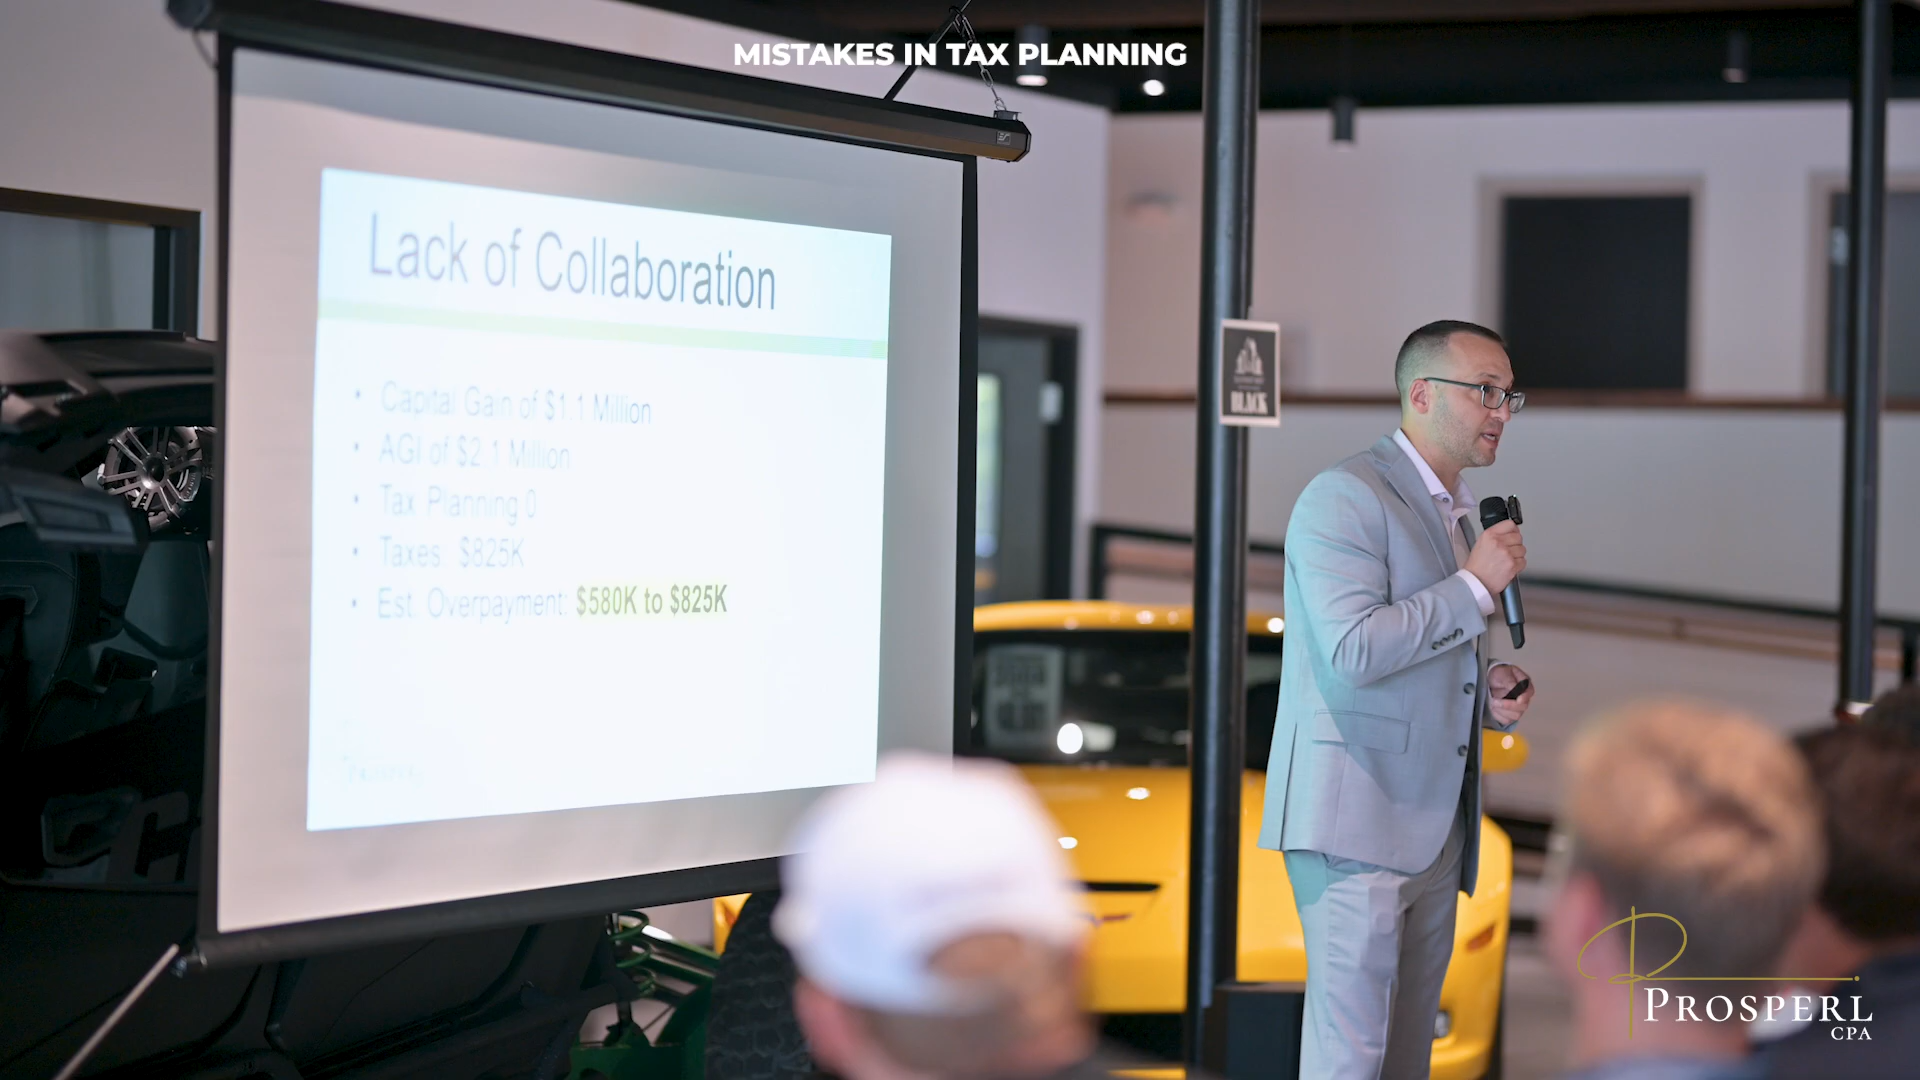 MISTAKES IN TAX PLANNING
Lack of Collaboration
• Capital Gain of $1.1 Million
• AGI of $2.1 Million
• Tax Planning 0
• Taxes: $825K
• Est. Overpayment: $580K to $825K
BLACK
PROSPERL
CPA